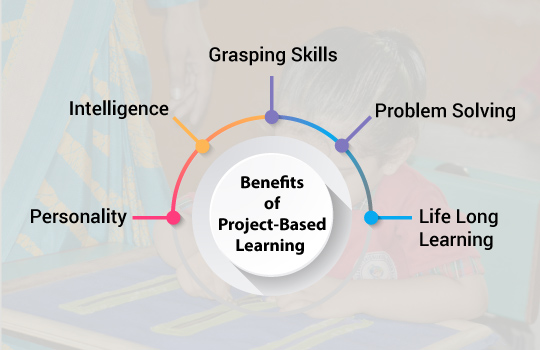 Grasping Skills
Intelligence
Problem Solving
Personality
Benefits
of
Project-Based
Learning
Life Long
Learning